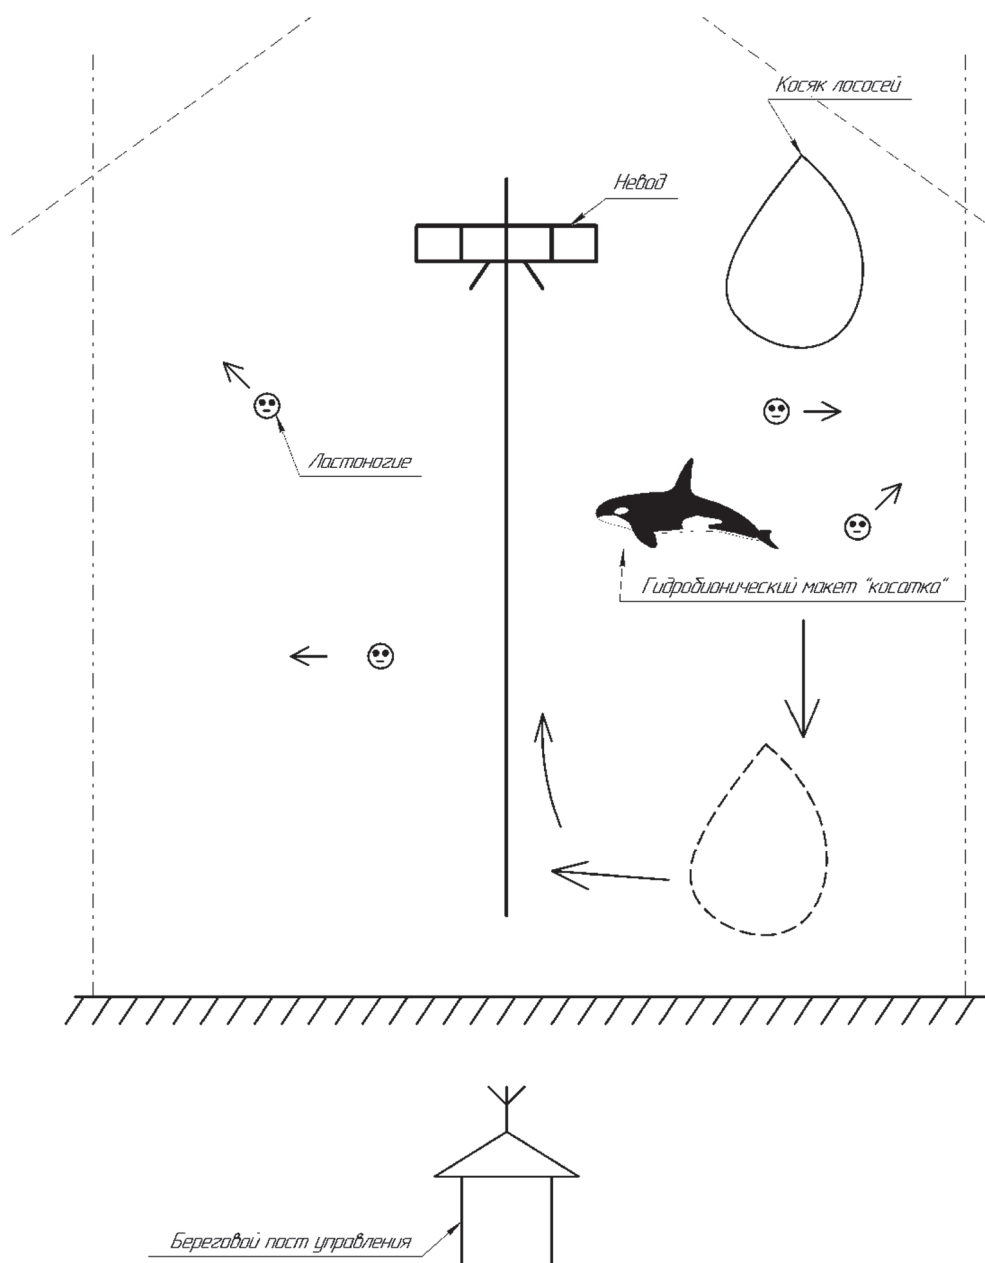 Косяк лососей
Невод
Ластоногие
Гидробионический макет "косатка"
Береговой пост управления